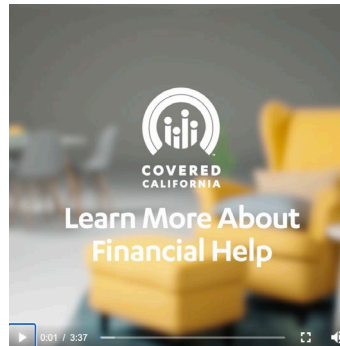 COVERED
CALIFORNIA
Learn More About
Financial Help
0:01 / 3:37